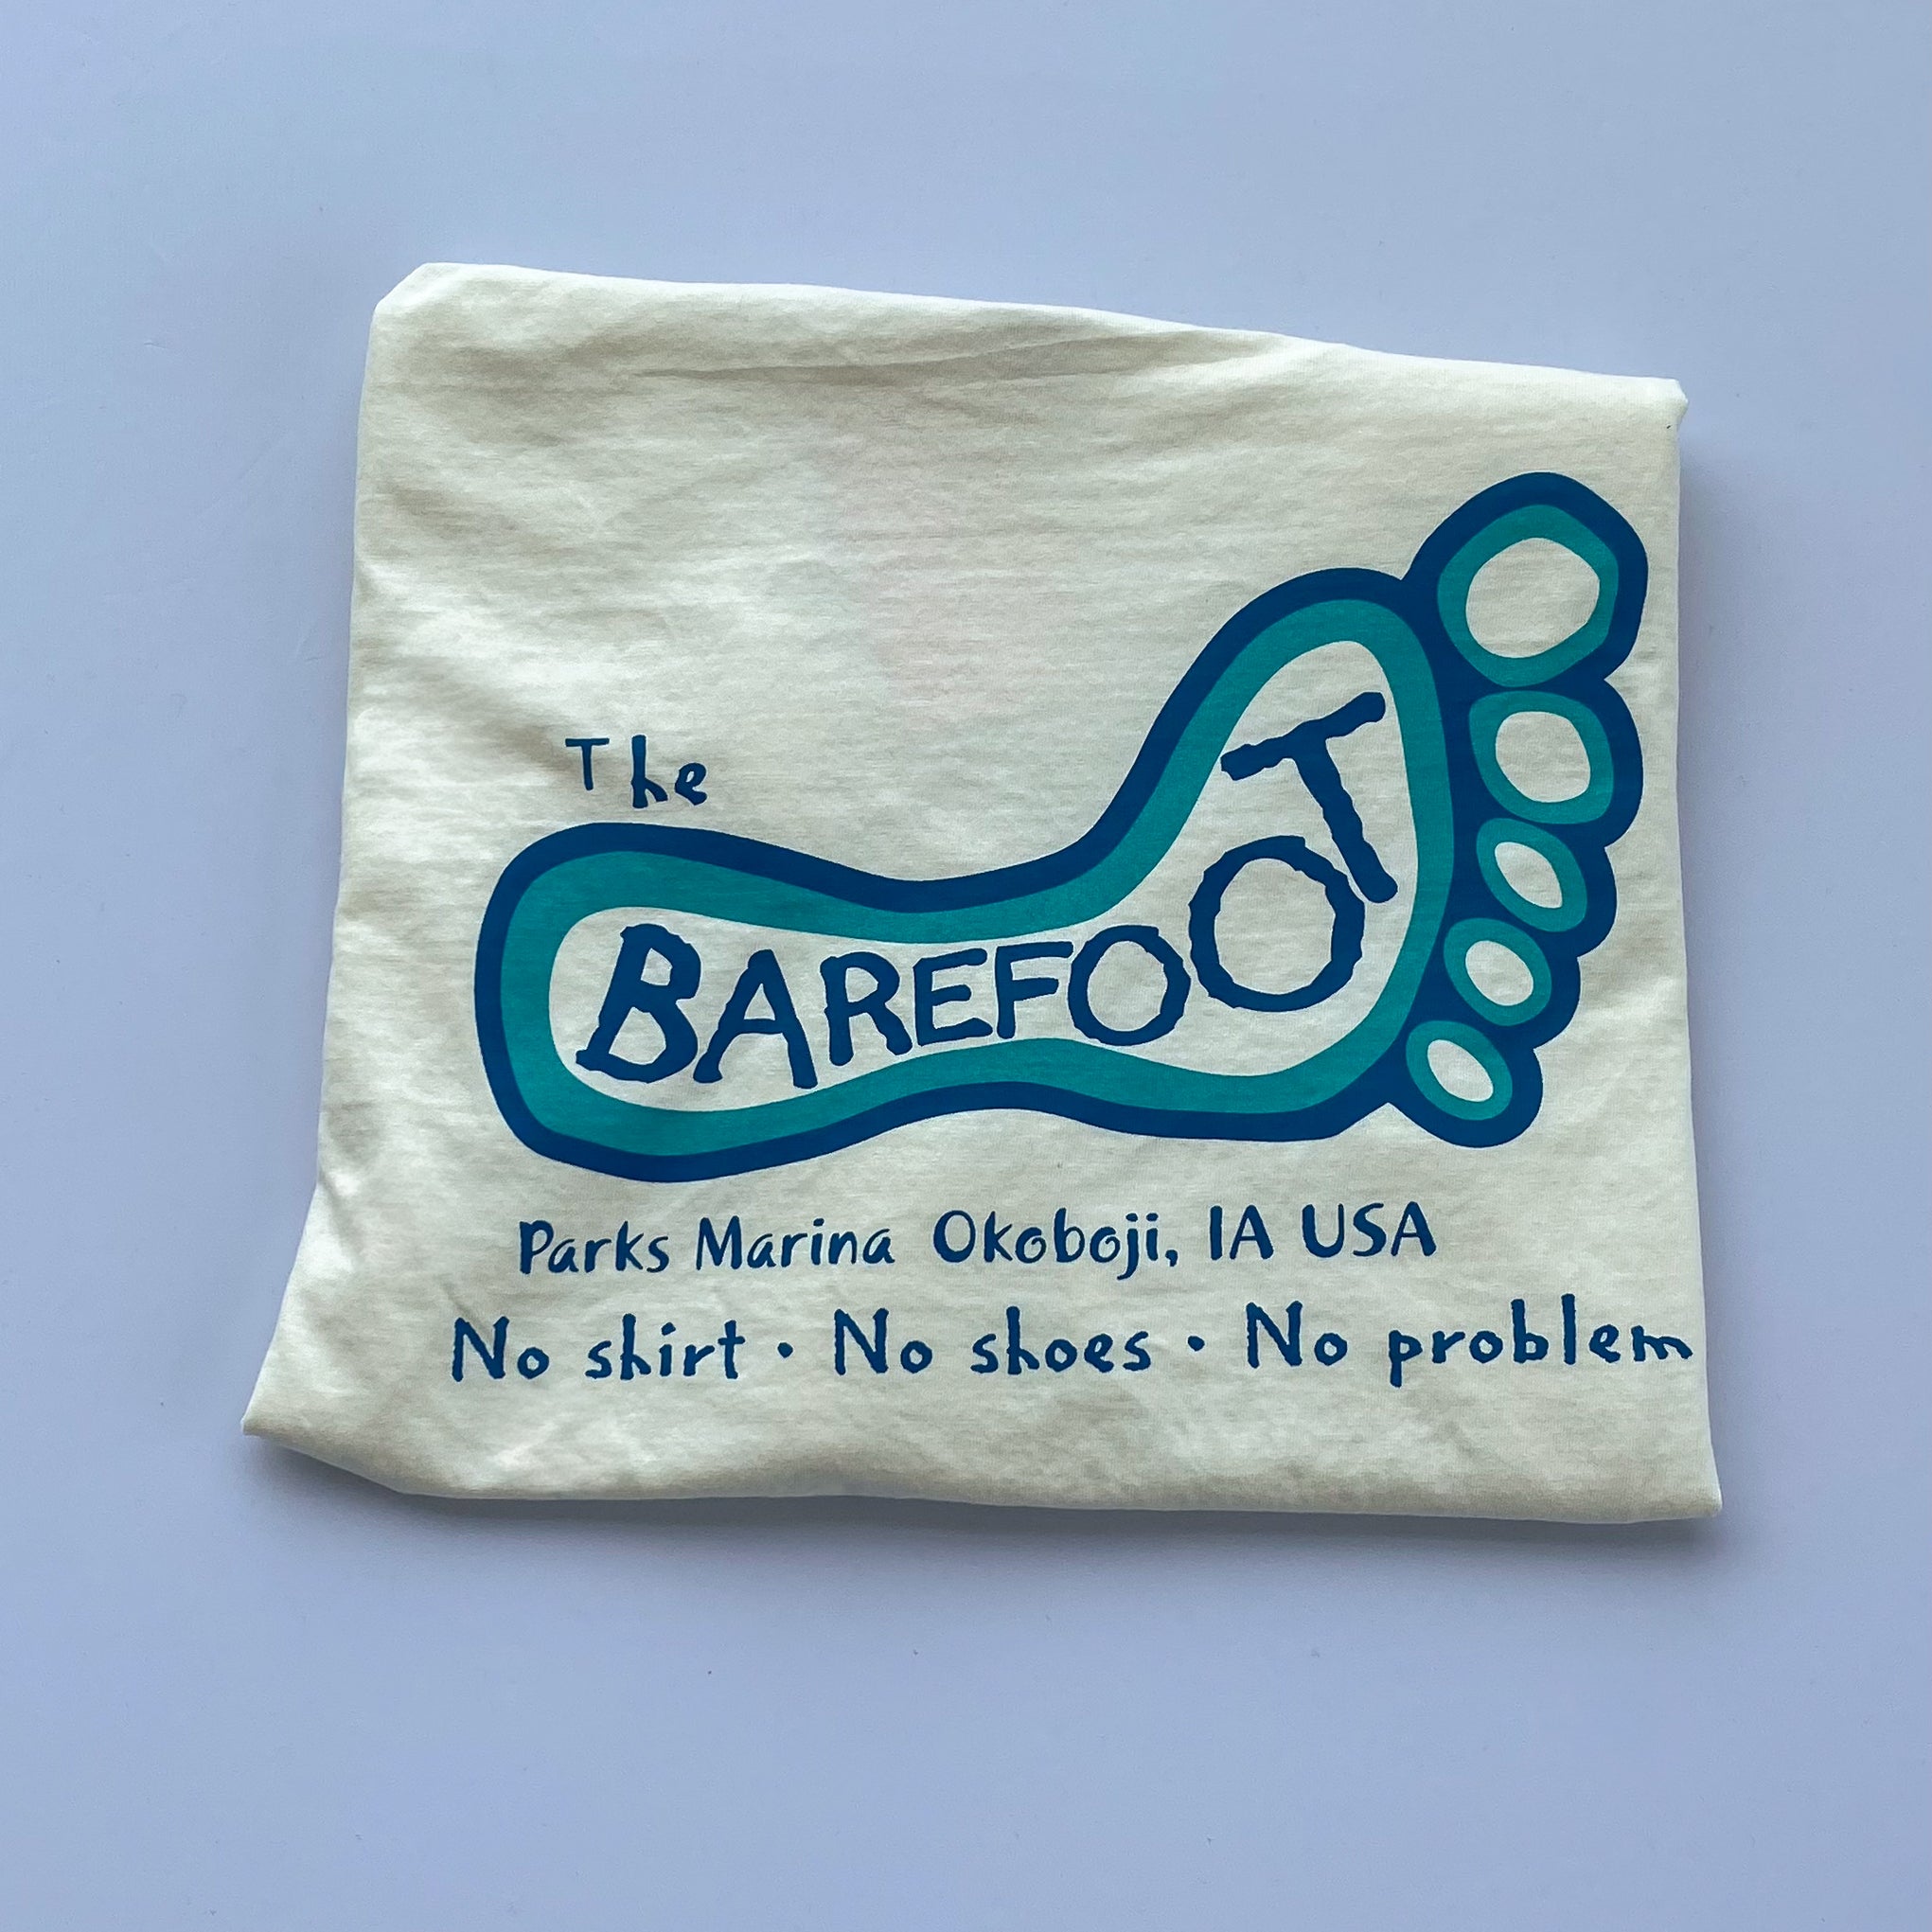 The
BAREFOOT
Parks Marina Okoboji, IA USA
No shirt • No shoes • No problem